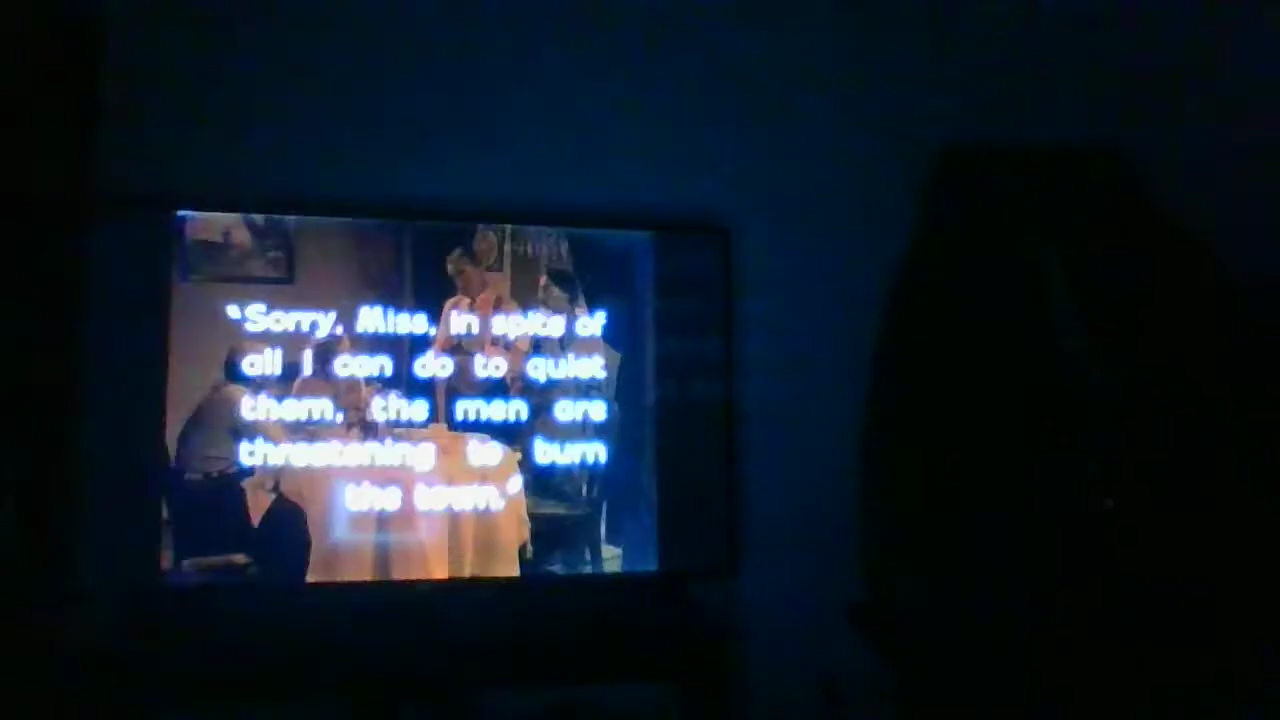 "Sorry, Miss, in spite of
all I can do to quiet
them, the men are
threatening to burn
the town."